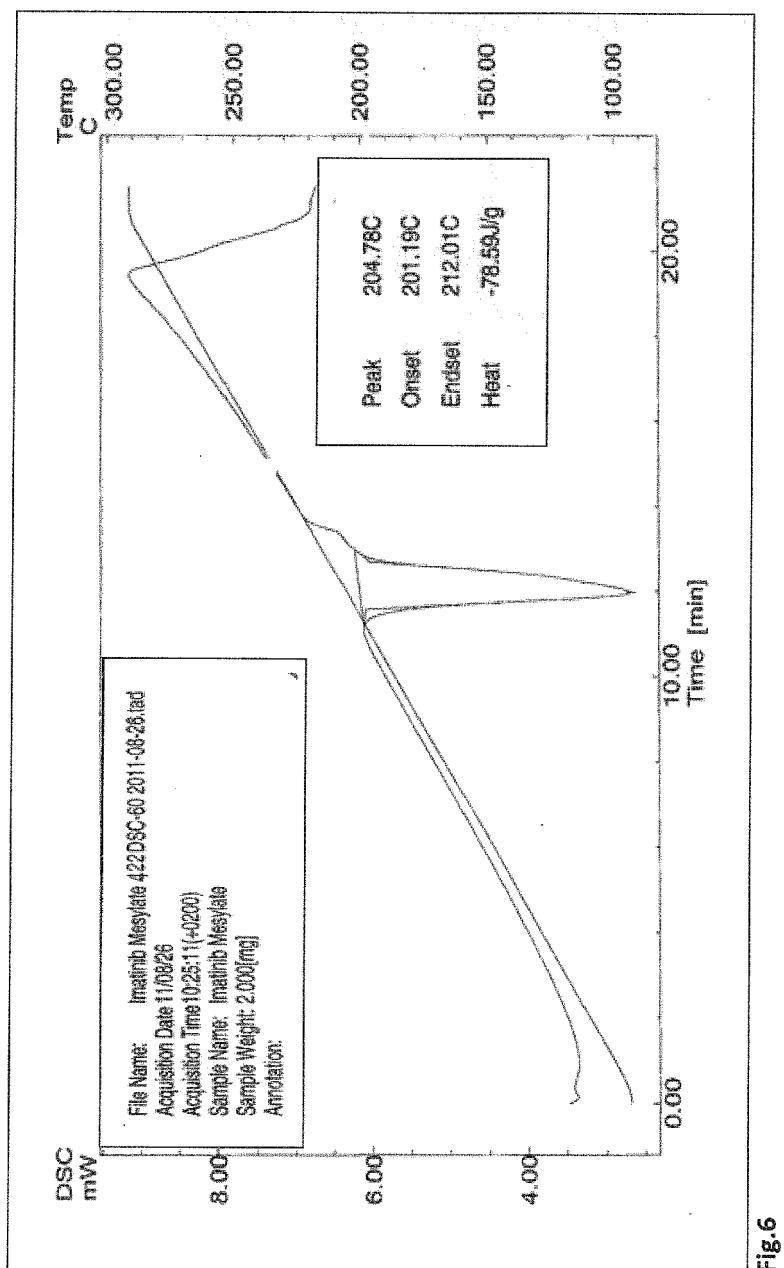 DSC
mW
Temp
C
8.00
6.00
4.00
300.00
250.00
200.00
150.00
100.00
0.00
10.00
20.00
Time [min]
File Name: Imatinib Mesylate 422 DSC-60 2011-08-26.tad
Acquisition Date 11/08/26
Acquisition Time 10:25:11(+0200)
Sample Name: Imatinib Mesylate
Sample Weight: 2.000[mg]
Annotation:
Peak 204.78C
Onset 201.19C
Endset 212.01C
Heat -78.59J/g
Fig.6